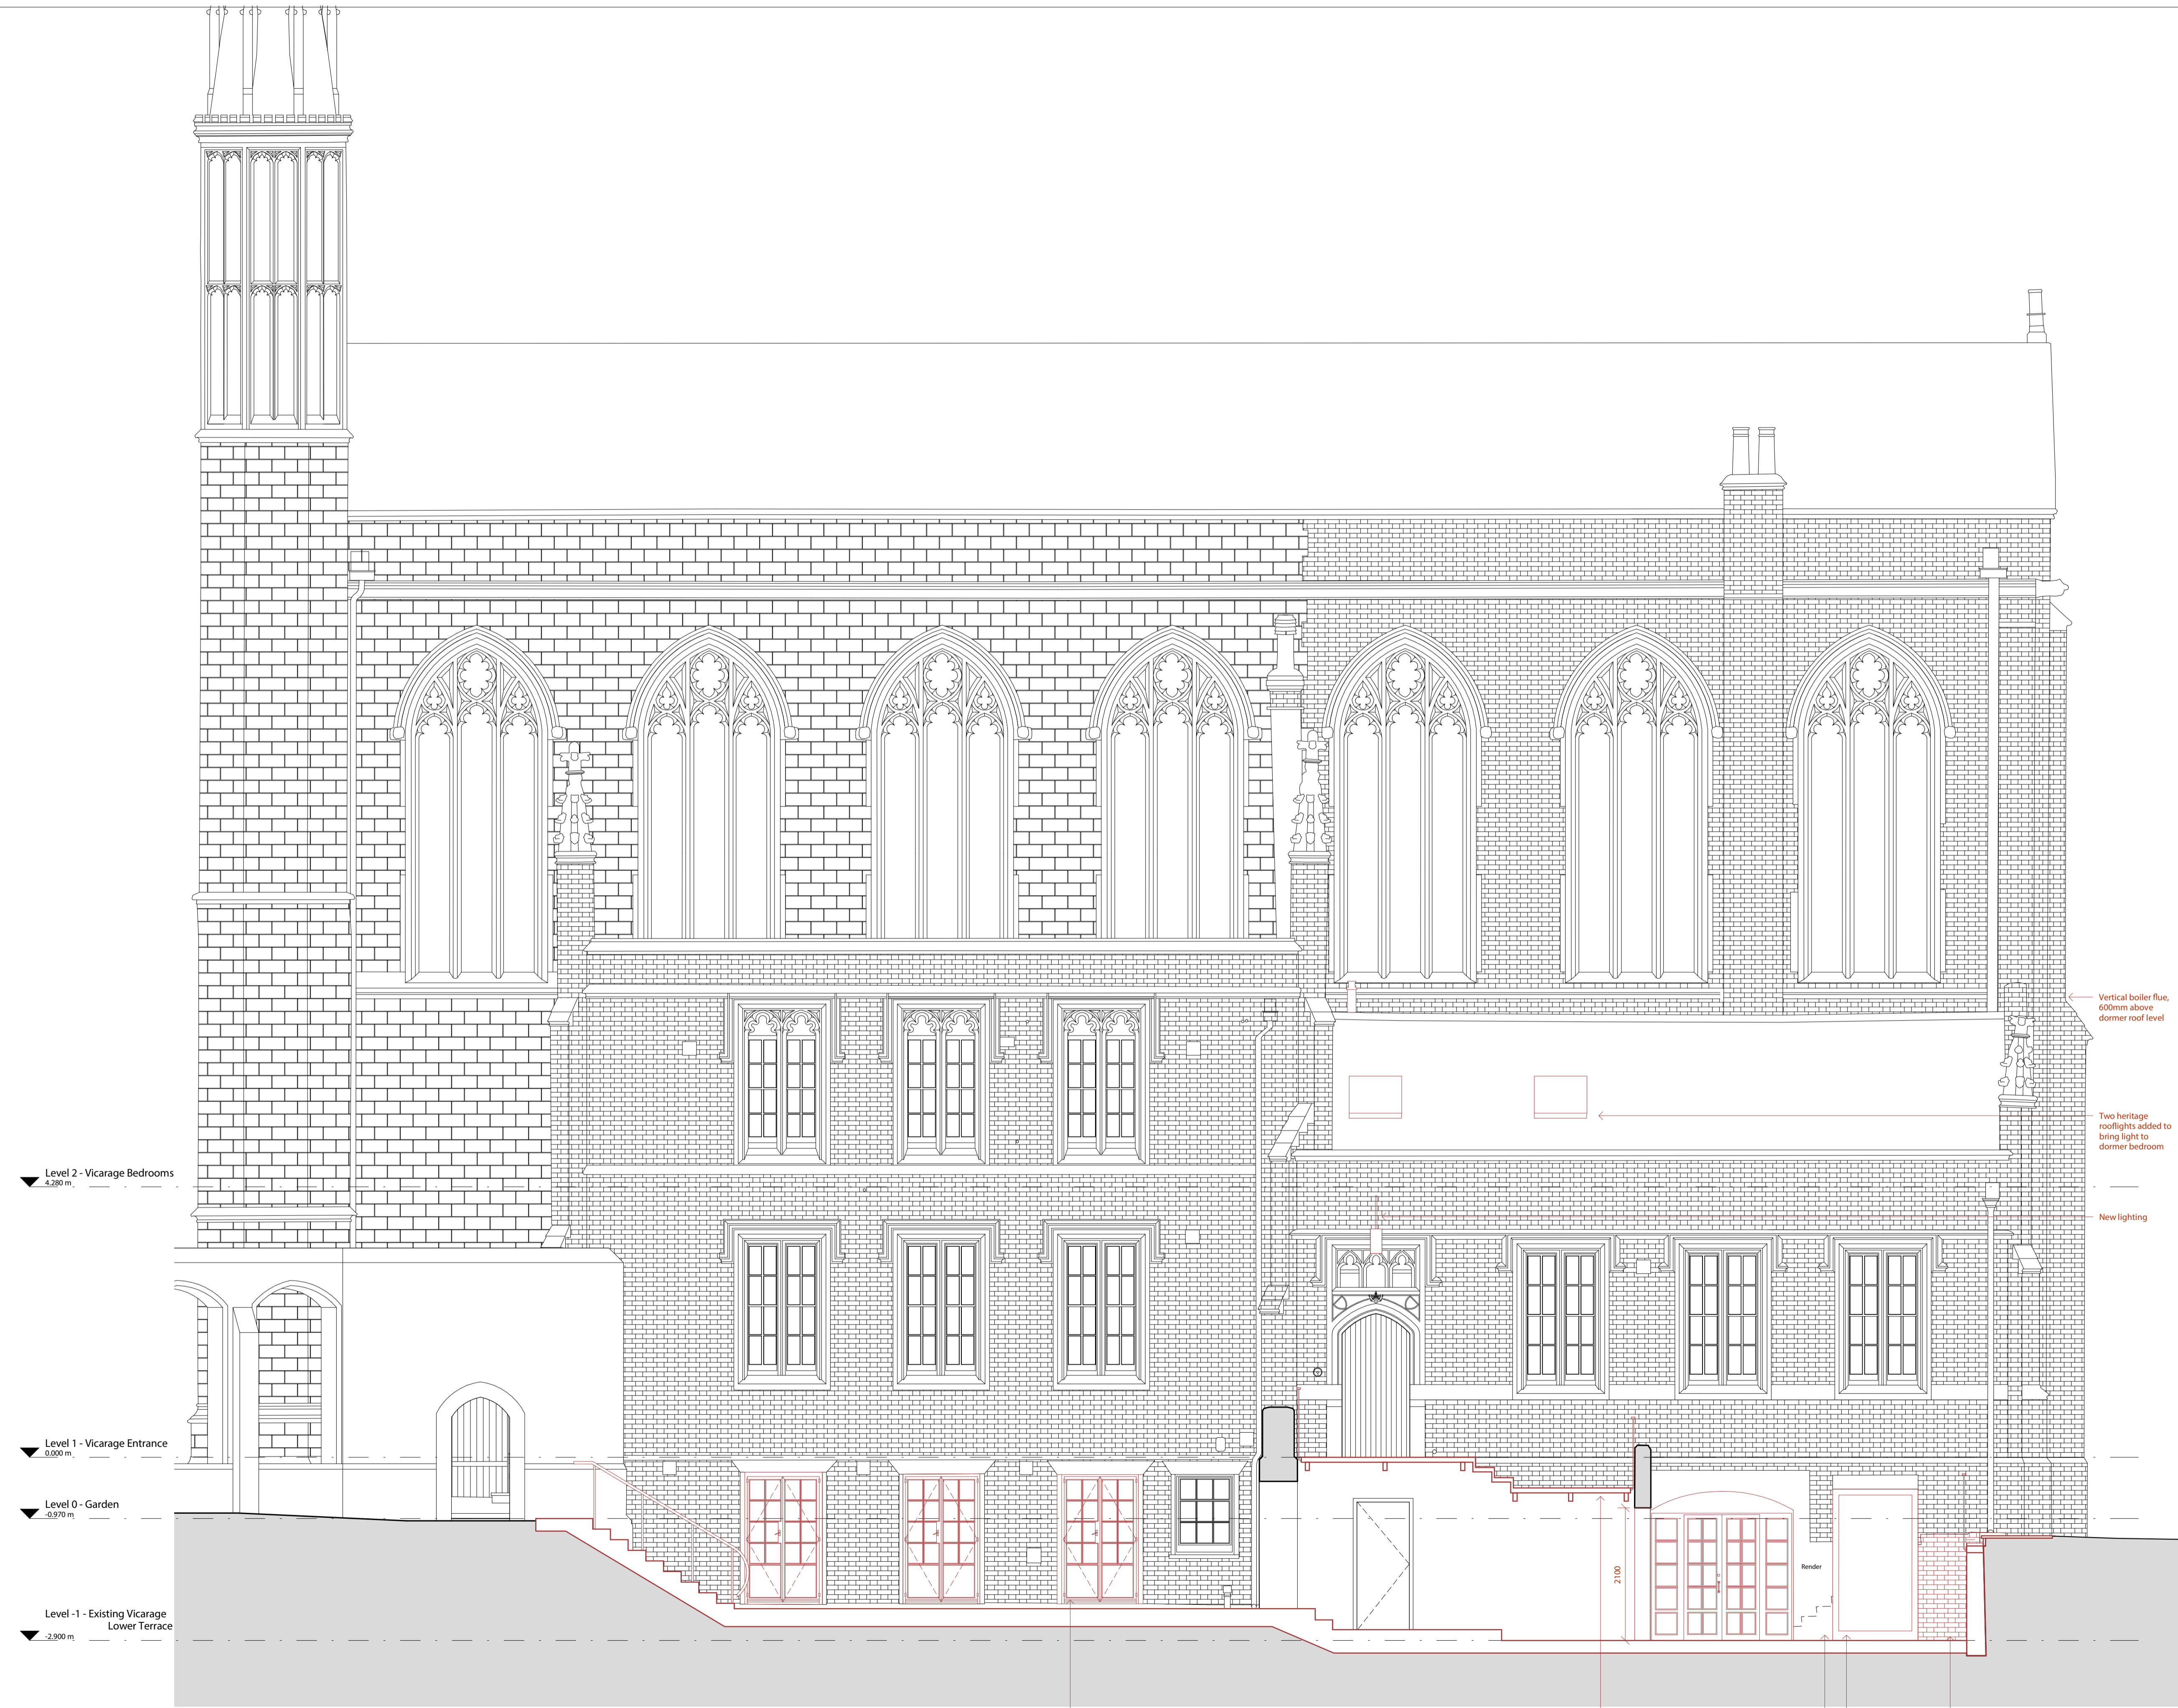 Vertical boiler flue,
600mm above
dormer roof level
Two heritage
rooflights added to
bring light to
dormer bedroom
Level 2 - Vicarage Bedrooms
4.280 m
New lighting
Level 1 - Vicarage Entrance
0.000 m
Level 0 - Garden
-0.970 m
2100
Render
Level -1 - Existing Vicarage
Lower Terrace
-2.900 m